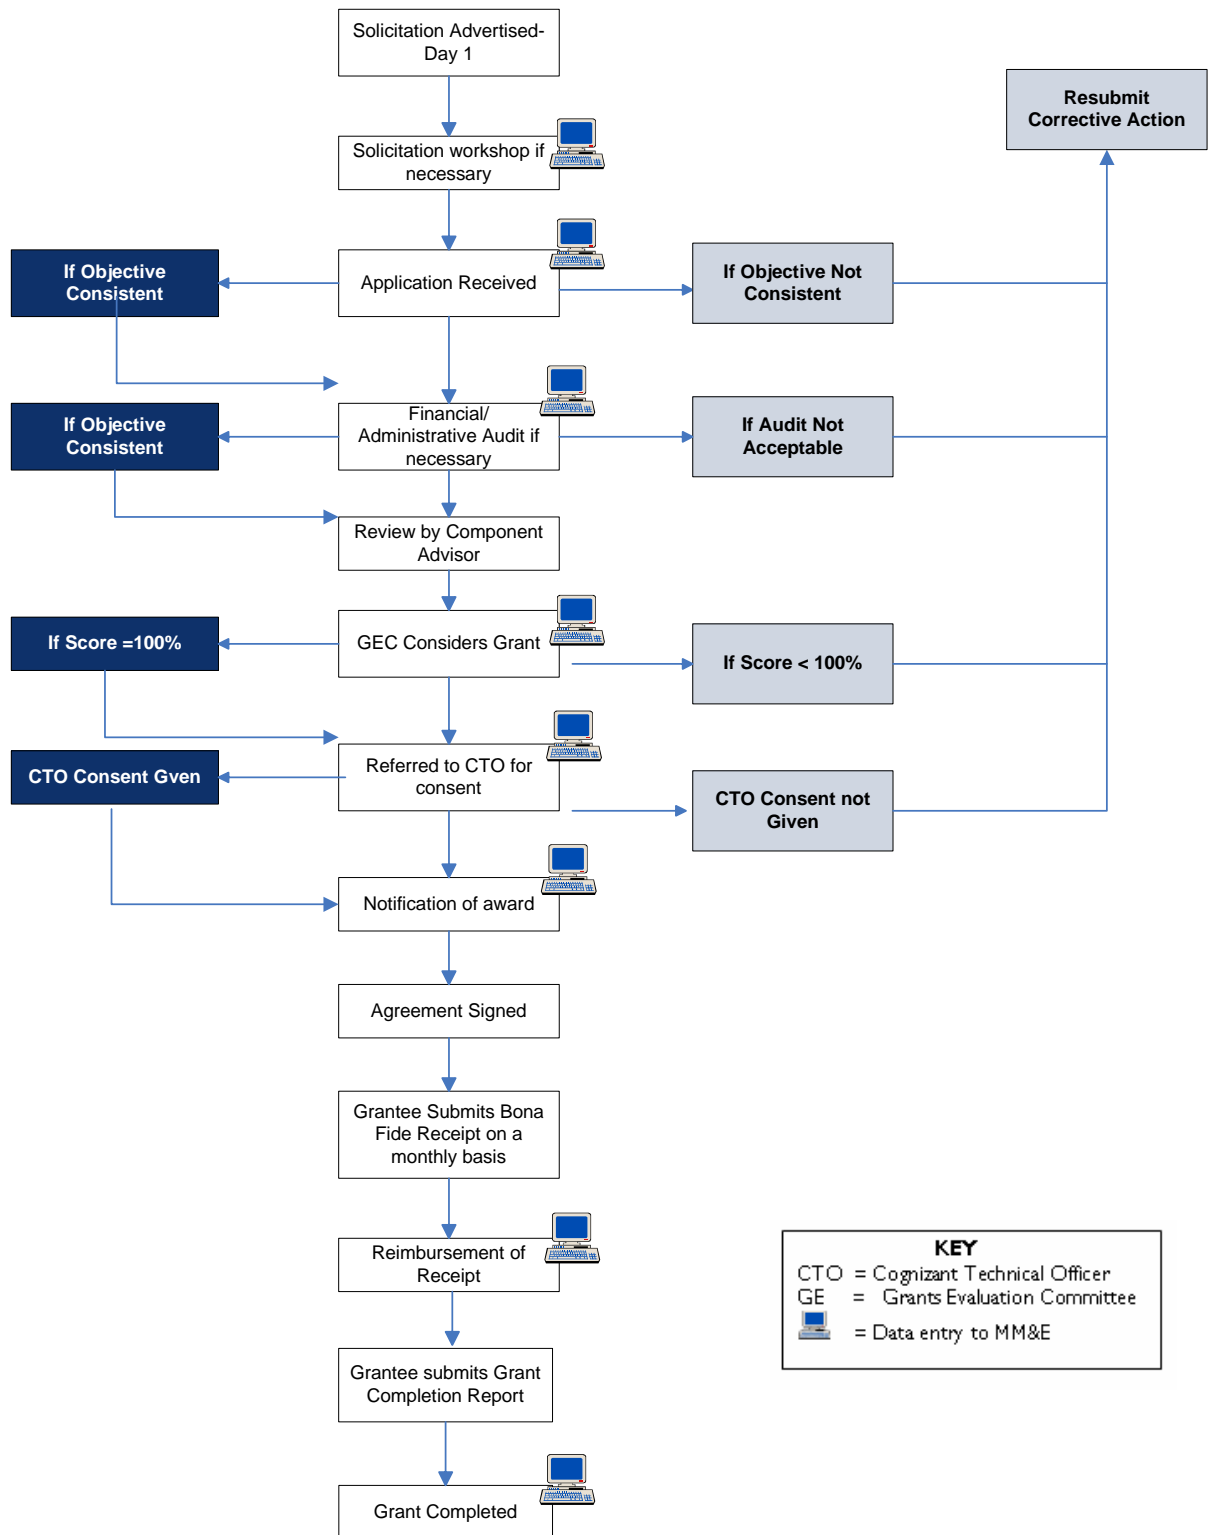 Solicitation Advertised-
Day 1
Resubmit
Corrective Action
Solicitation workshop if
necessary
If Objective
Consistent
Application Received
If Objective Not
Consistent
If Objective
Consistent
Financial/
Administrative Audit if
necessary
If Audit Not
Acceptable
Review by Component
Advisor
If Score =100%
GEC Considers Grant
If Score < 100%
CTO Consent Gven
Referred to CTO for
consent
CTO Consent not
Given
Notification of award
Agreement Signed
Grantee Submits Bona
Fide Receipt on a
monthly basis
Reimbursement of
Receipt
KEY
CTO = Cognizant Technical Officer
GE = Grants Evaluation Committee
= Data entry to MM&E
Grantee submits Grant
Completion Report
Grant Completed